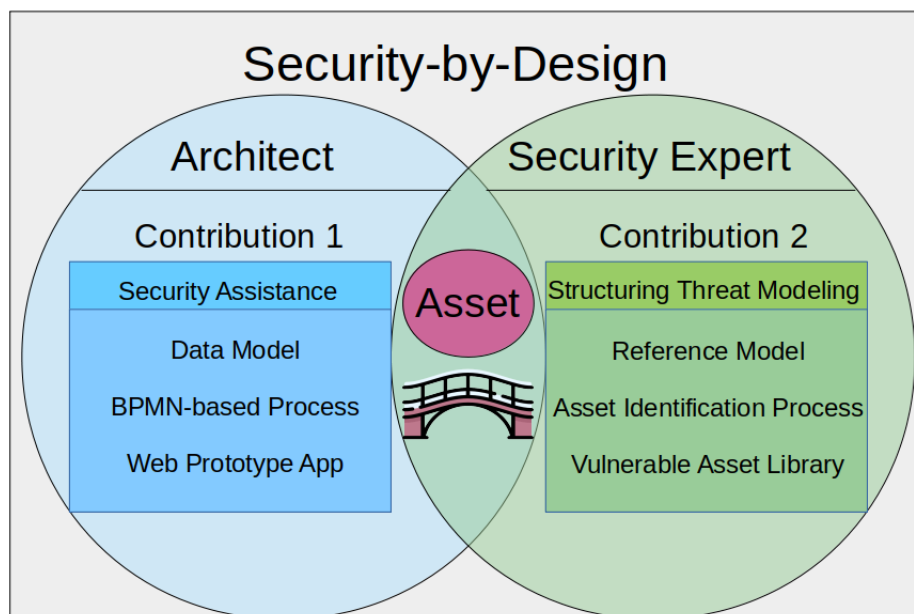 Security-by-Design
Architect
Security Expert
Contribution 1
Contribution 2
Security Assistance
Asset
Structuring Threat Modeling
Data Model
Reference Model
BPMN-based Process
Asset Identification Process
Web Prototype App
Vulnerable Asset Library